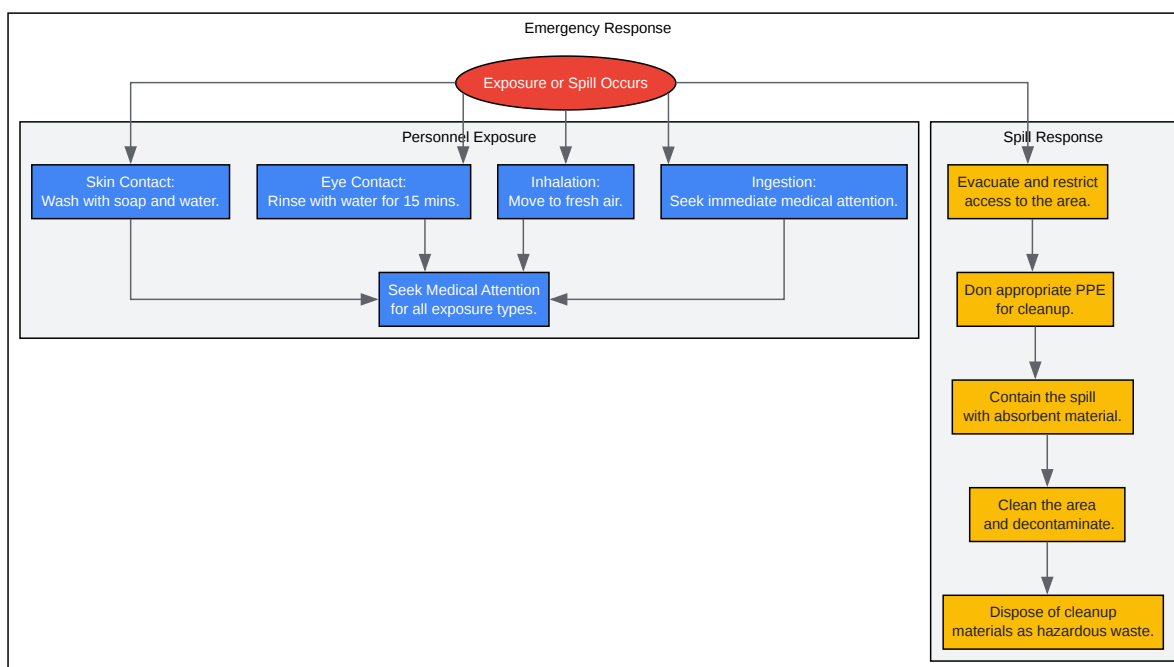 Emergency Response
Exposure or Spill Occurs
Personnel Exposure
Skin Contact:
Wash with soap and water.
Eye Contact:
Rinse with water for 15 mins.
Inhalation:
Move to fresh air.
Ingestion:
Seek immediate medical attention.
Seek Medical Attention
for all exposure types.
Spill Response
Evacuate and restrict
access to the area.
Don appropriate PPE
for cleanup.
Contain the spill
with absorbent material.
Clean the area
and decontaminate.
Dispose of cleanup
materials as hazardous waste.